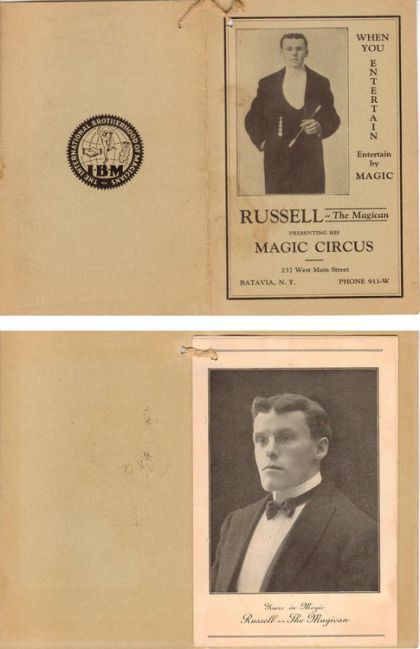 THE INTERNATIONAL BROTHERHOOD OF MAGICIANS
IBM
WHEN
YOU
ENTERTAIN
Entertain
by
MAGIC
RUSSELL -- The Magican
PRESENTING HIS
MAGIC CIRCUS
237 West Main Street
BATAVIA, N. Y. PHONE 911-W
Yours in Magic
Russell -- The Magican